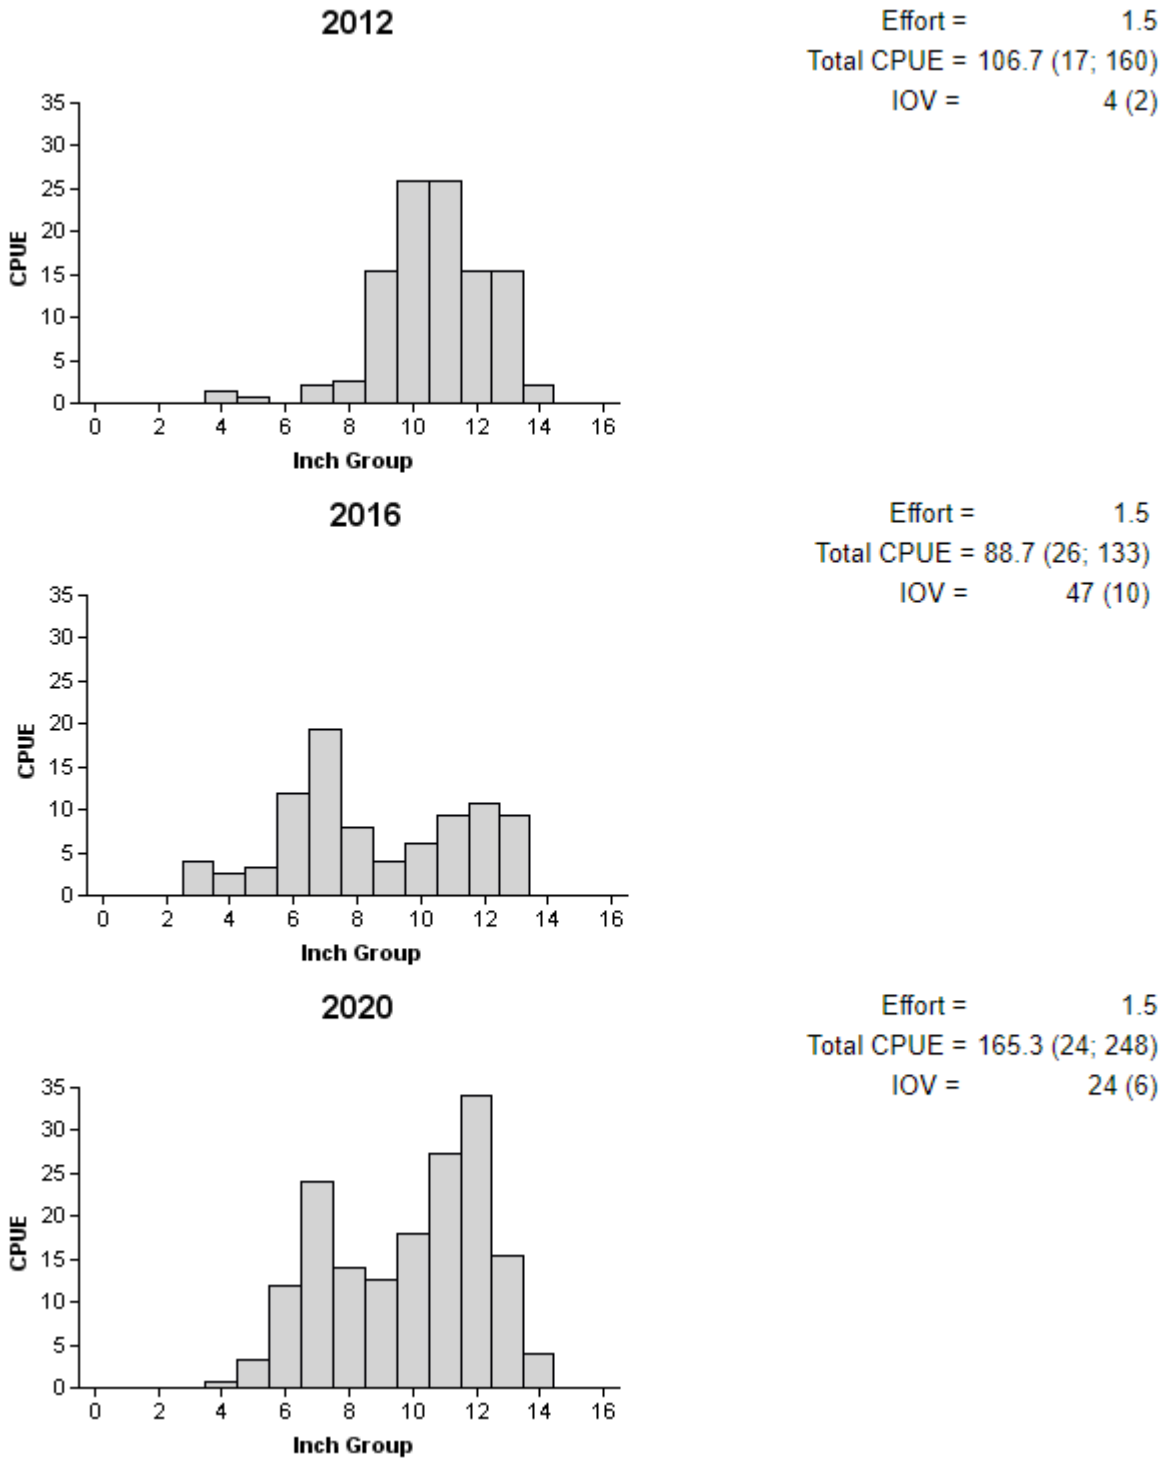 2012
Effort = 1.5
Total CPUE = 106.7 (17; 160)
IOV = 4 (2)
35
30
25
20
15
10
5
0
CPUE
0 2 4 6 8 10 12 14 16
Inch Group
2016
Effort = 1.5
Total CPUE = 88.7 (26; 133)
IOV = 47 (10)
35
30
25
20
15
10
5
0
CPUE
0 2 4 6 8 10 12 14 16
Inch Group
2020
Effort = 1.5
Total CPUE = 165.3 (24; 248)
IOV = 24 (6)
35
30
25
20
15
10
5
0
CPUE
0 2 4 6 8 10 12 14 16
Inch Group